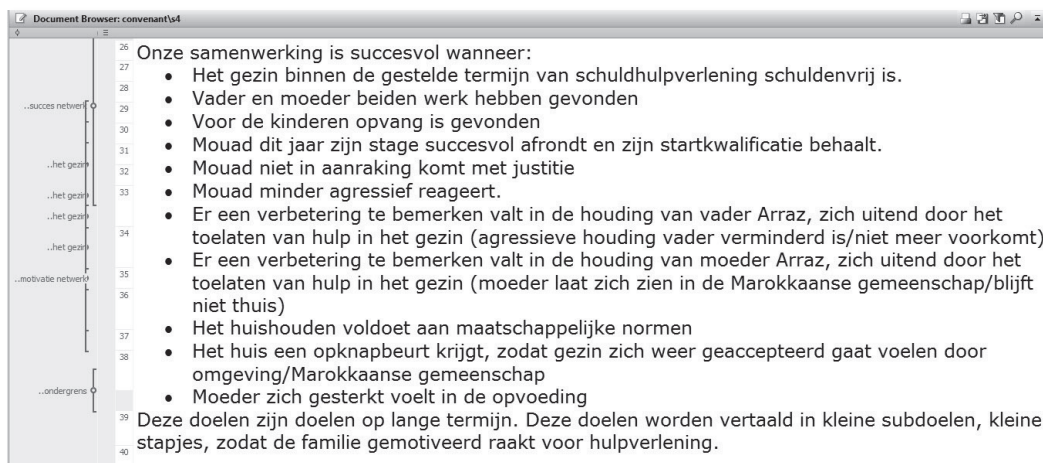 Document Browser: convenant\s4
26 Onze samenwerking is succesvol wanneer:
27 • Het gezin binnen de gestelde termijn van schuldhulpverlening schuldenvrij is.
28 • Vader en moeder beiden werk hebben gevonden
..succes netwerk 29 • Voor de kinderen opvang is gevonden
30 • Mouad dit jaar zijn stage succesvol afrondt en zijn startkwalificatie behaalt.
31 • Mouad niet in aanraking komt met justitie
..het gezin 32 • Mouad minder agressief reageert.
..het gezin 33 • Er een verbetering te bemerken valt in de houding van vader Arraz, zich uitend door het
..het gezin toelaten van hulp in het gezin (agressieve houding vader verminderd is/niet meer voorkomt)
..het gezin 34 • Er een verbetering te bemerken valt in de houding van moeder Arraz, zich uitend door het
..motivatie netwerk 35 toelaten van hulp in het gezin (moeder laat zich zien in de Marokkaanse gemeenschap/blijft
36 niet thuis)
• Het huishouden voldoet aan maatschappelijke normen
37 • Het huis een opknapbeurt krijgt, zodat gezin zich weer geaccepteerd gaat voelen door
38 omgeving/Marokkaanse gemeenschap
..ondergrens • Moeder zich gesterkt voelt in de opvoeding
39 Deze doelen zijn doelen op lange termijn. Deze doelen worden vertaald in kleine subdoelen, kleine
40 stapjes, zodat de familie gemotiveerd raakt voor hulpverlening.